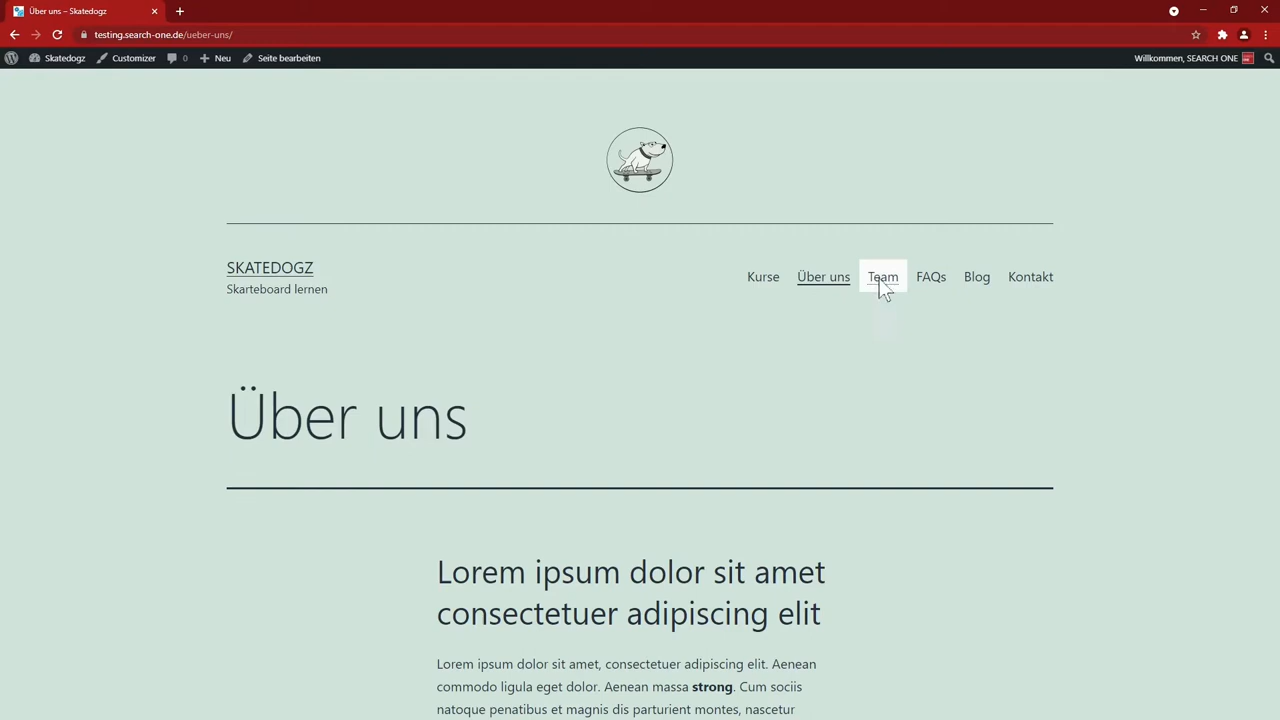 Über uns – Skatedogz
testing.search-one.de/ueber-uns/
Skatedogz Customizer 0 Neu Seite bearbeiten Willkommen, SEARCH ONE
SKATEDOGZ
Skarteboard lernen
Kurse Über uns Team FAQs Blog Kontakt
Über uns
Lorem ipsum dolor sit amet
consectetuer adipiscing elit
Lorem ipsum dolor sit amet, consectetuer adipiscing elit. Aenean
commodo ligula eget dolor. Aenean massa strong. Cum sociis
natoque penatibus et magnis dis parturient montes, nascetur